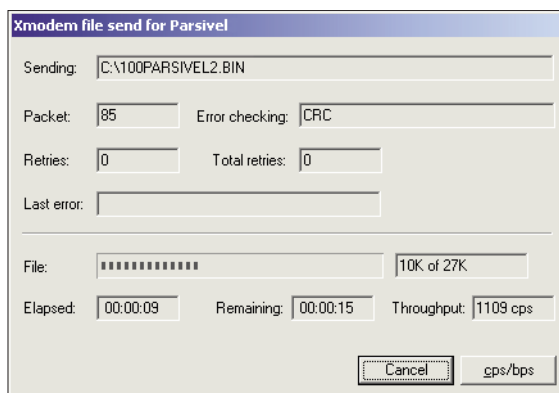 Xmodem file send for Parsivel
Sending: C:\100PARSIVEL2.BIN
Packet: 85 Error checking: CRC
Retries: 0 Total retries: 0
Last error:
File: 10K of 27K
Elapsed: 00:00:09 Remaining: 00:00:15 Throughput: 1109 cps
Cancel cps/bps